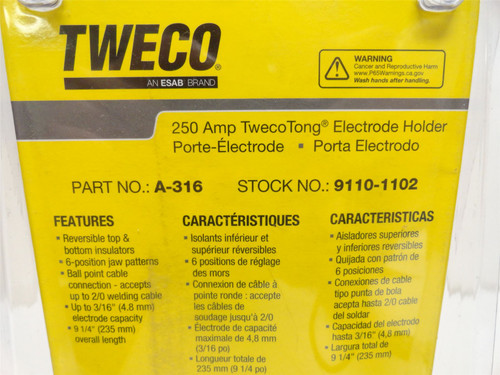 TWECO®
AN ESAB® BRAND
WARNING
Cancer and Reproductive Harm
www.P65Warnings.ca.gov
Wash hands after handling.
250 Amp TwecoTong® Electrode Holder
Porte-Électrode ▪ Porta Electrodo
PART NO.: A-316 STOCK NO.: 9110-1102
FEATURES
▪ Reversible top &
bottom insulators
▪ 6-position jaw patterns
▪ Ball point cable
connection - accepts
up to 2/0 welding cable
▪ Up to 3/16" (4.8 mm)
electrode capacity
▪ 9 1/4" (235 mm)
overall length
CARACTÉRISTIQUES
▪ Isolants inférieur et
supérieur réversibles
▪ 6 positions de réglage
des mors
▪ Connexion de câble à
pointe ronde : accepte
les câbles de
soudage jusqu'à 2/0
▪ Électrode de capacité
maximale de 4,8 mm
(3/16 po)
▪ Longueur totale de
235 mm (9 1/4 po)
CARACTERISTICAS
▪ Aisladores superiores
y inferiores reversibles
▪ Quijada con patrón de
6 posiciones
▪ Conexiones de cable
tipo punta de bola
acepta hasta 2/0 cable
del soldar
▪ Capacidad del electrodo
hasta 3/16" (4,8 mm)
▪ Largura total de
9 1/4" (235 mm)